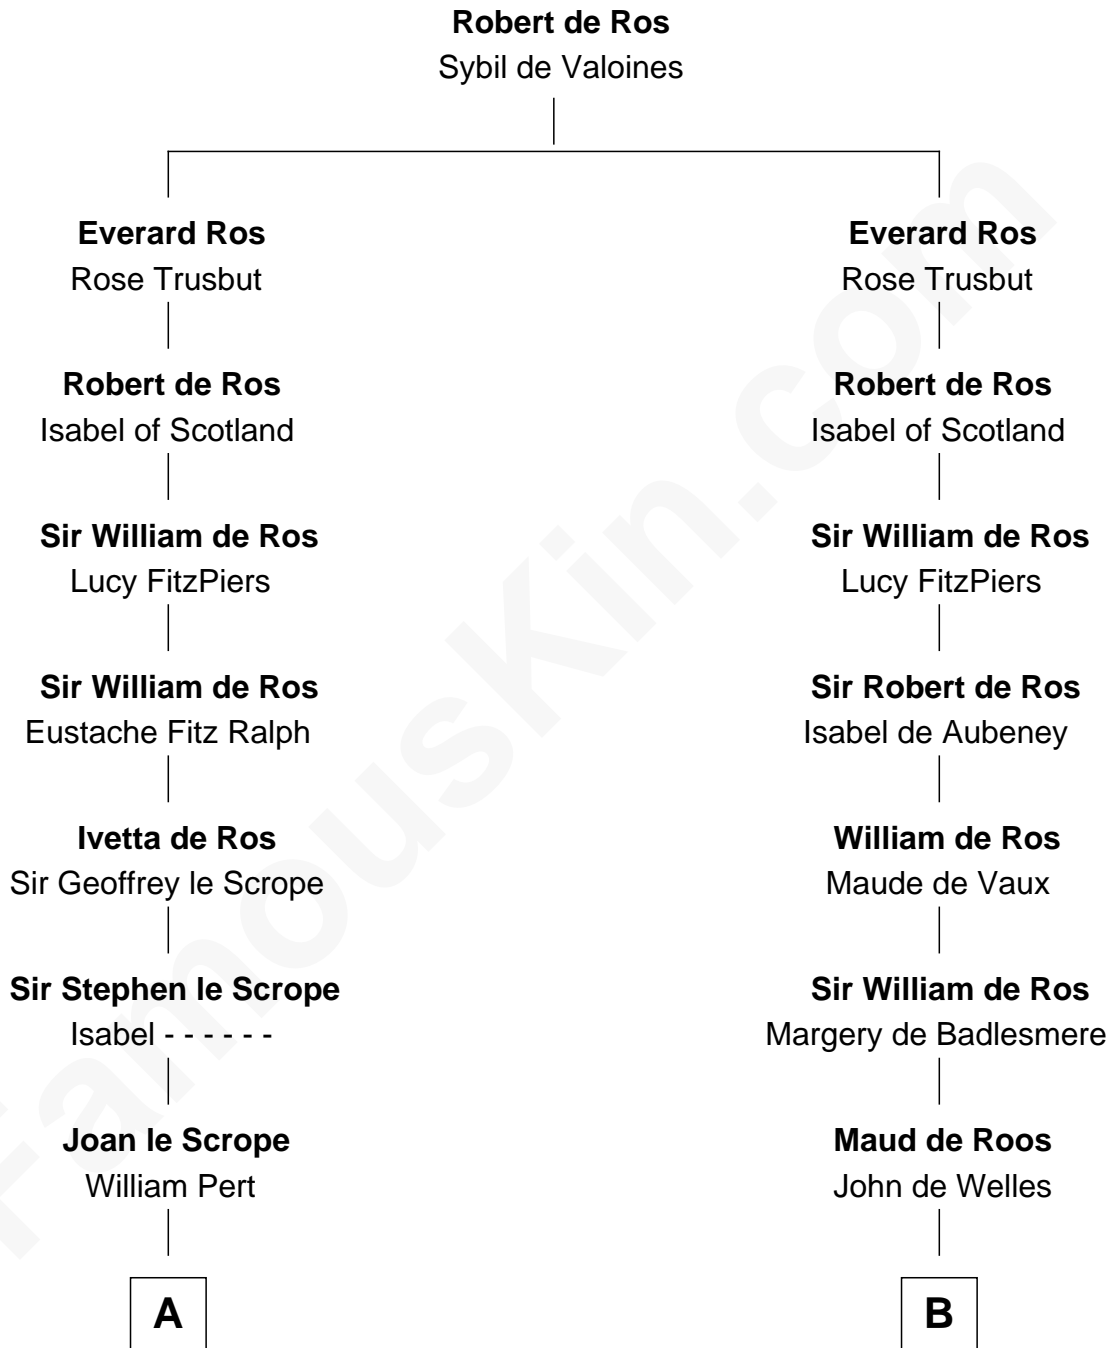 Robert de Ros
Sybil de Valoines
Everard Ros
Rose Trusbut
Robert de Ros
Isabel of Scotland
Sir William de Ros
Lucy FitzPiers
Sir William de Ros
Eustache Fitz Ralph
Ivetta de Ros
Sir Geoffrey le Scrope
Sir Stephen le Scrope
Isabel - - - - - -
Joan le Scrope
William Pert
A
Everard Ros
Rose Trusbut
Robert de Ros
Isabel of Scotland
Sir William de Ros
Lucy FitzPiers
Sir Robert de Ros
Isabel de Aubeney
William de Ros
Maude de Vaux
Sir William de Ros
Margery de Badlesmere
Maud de Roos
John de Welles
B
FamousKin.com